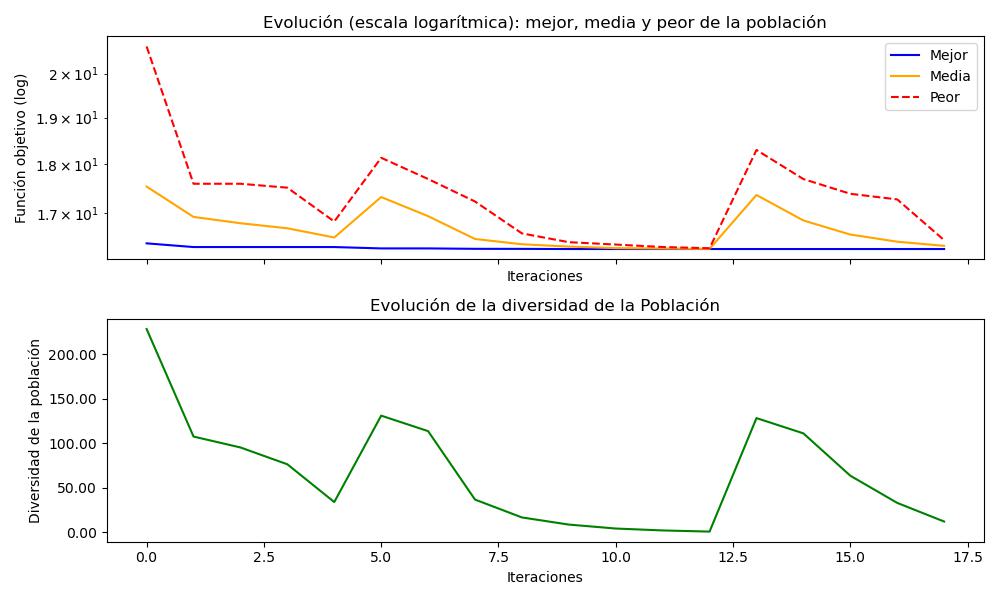 Evolución (escala logarítmica): mejor, media y peor de la población
Función objetivo (log)
2 × 10¹
1.9 × 10¹
1.8 × 10¹
1.7 × 10¹
Mejor
Media
Peor
Iteraciones
Evolución de la diversidad de la Población
Diversidad de la población
200.00
150.00
100.00
50.00
0.00
0.0 2.5 5.0 7.5 10.0 12.5 15.0 17.5
Iteraciones